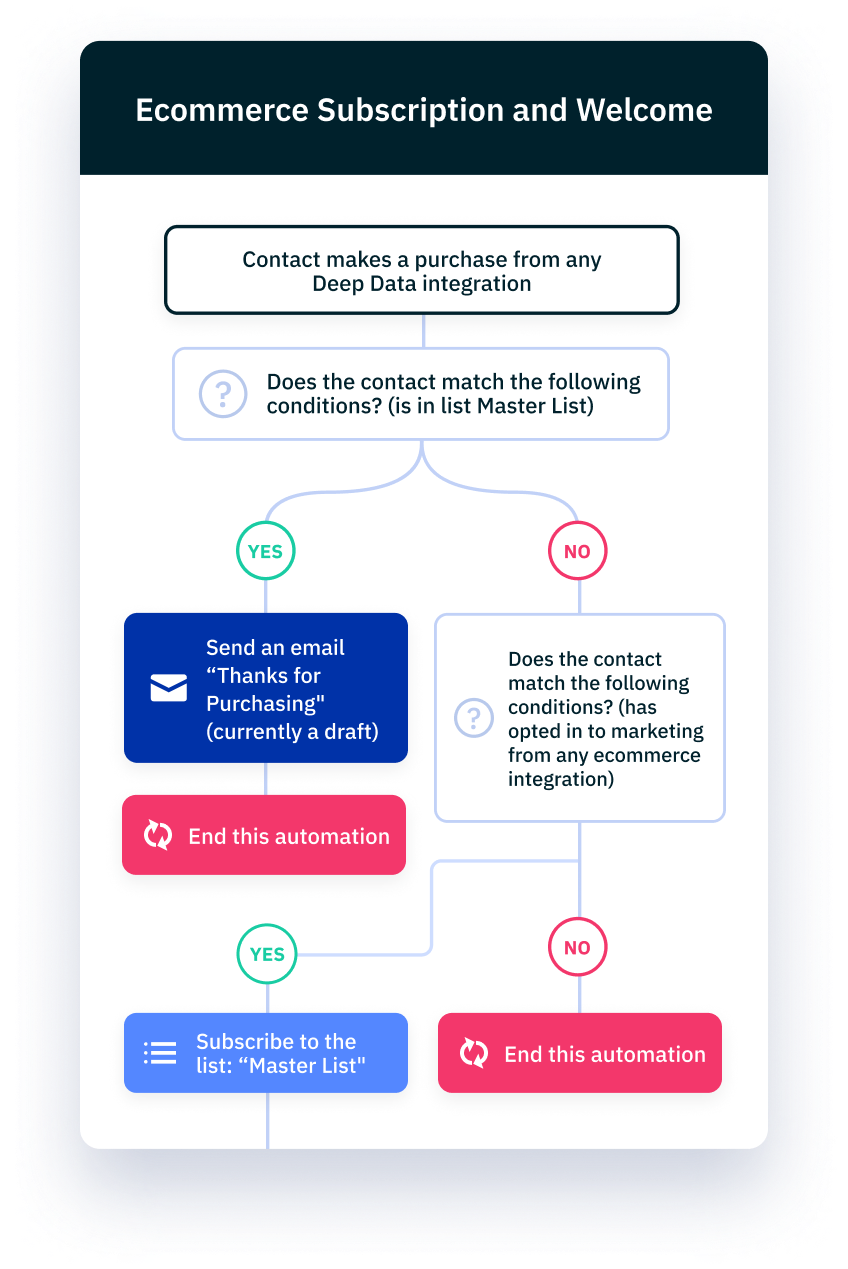 Ecommerce Subscription and Welcome
Contact makes a purchase from any
Deep Data integration
?
Does the contact match the following
conditions? (is in list Master List)
YES
NO
Send an email
“Thanks for
Purchasing"
(currently a draft)
Does the contact
match the following
conditions? (has
opted in to marketing
from any ecommerce
integration)
?
End this automation
YES
NO
Subscribe to the
list: “Master List"
End this automation